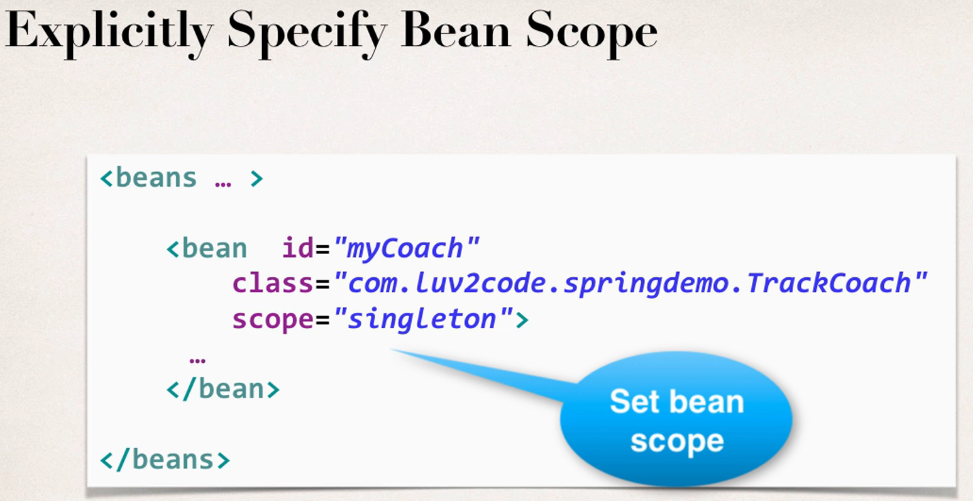 Explicitly Specify Bean Scope
<beans … >
<bean id="myCoach"
class="com.luv2code.springdemo.TrackCoach"
scope="singleton">
…
</bean>
Set bean
scope
</beans>